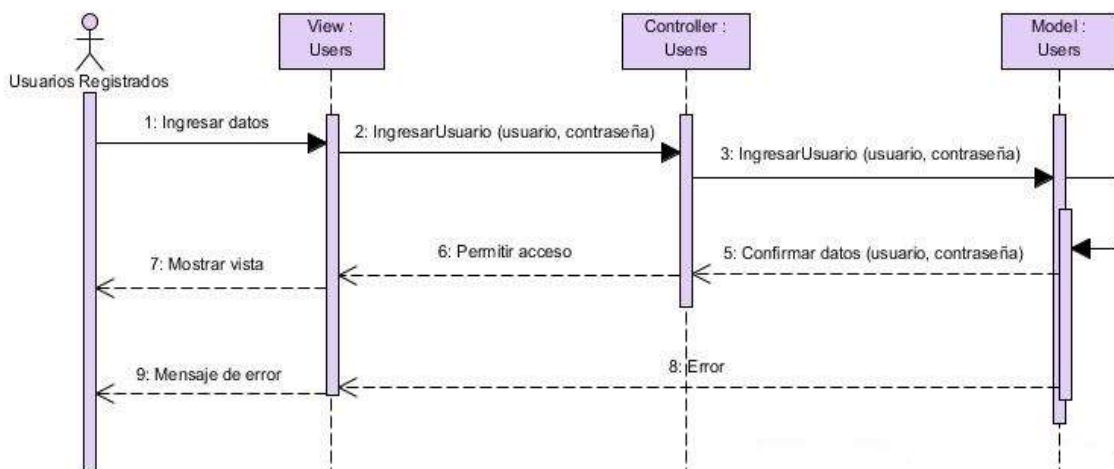 View :
Users
Controller :
Users
Model :
Users
Usuarios Registrados
1: Ingresar datos
2: IngresarUsuario (usuario, contraseña)
3: IngresarUsuario (usuario, contraseña)
5: Confirmar datos (usuario, contraseña)
6: Permitir acceso
7: Mostrar vista
8: Error
9: Mensaje de error